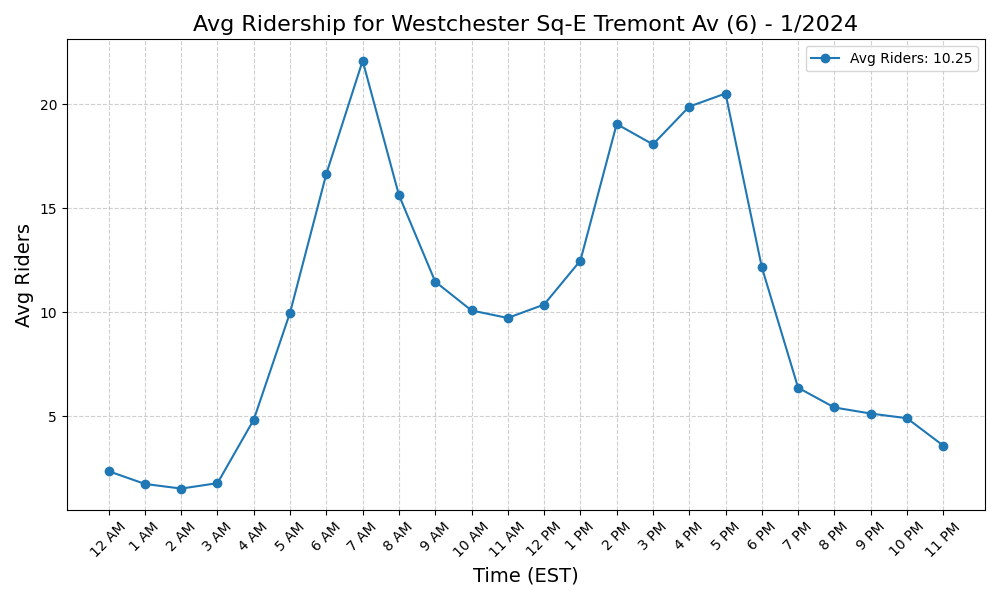 Avg Ridership for Westchester Sq-E Tremont Av (6) - 1/2024
Avg Riders: 10.25
Avg Riders
20
15
10
5
12 AM
1 AM
2 AM
3 AM
4 AM
5 AM
6 AM
7 AM
8 AM
9 AM
10 AM
11 AM
12 PM
1 PM
2 PM
3 PM
4 PM
5 PM
6 PM
7 PM
8 PM
9 PM
10 PM
11 PM
Time (EST)